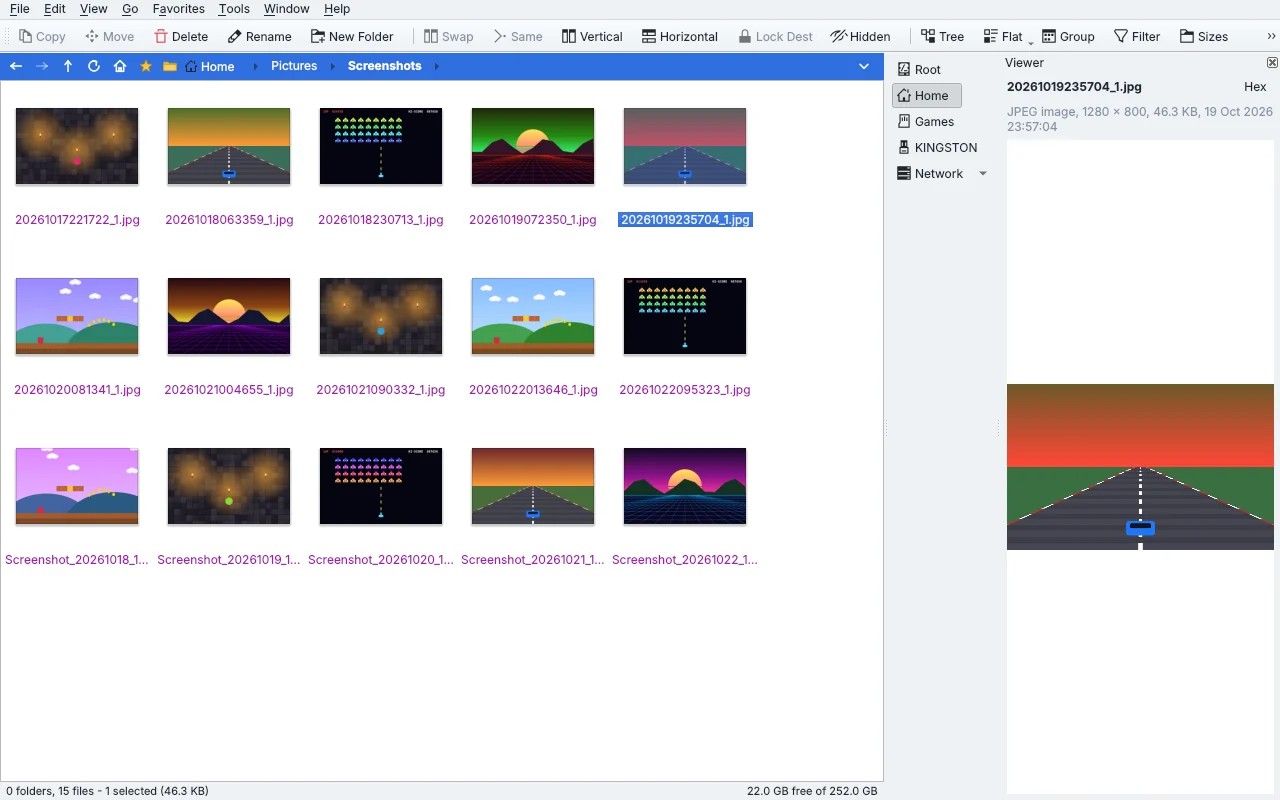 File Edit View Go Favorites Tools Window Help
Copy Move Delete Rename New Folder Swap Same Vertical Horizontal Lock Dest Hidden Tree Flat Group Filter Sizes »
Home Pictures Screenshots
20261017221722_1.jpg 20261018063359_1.jpg 20261018230713_1.jpg 20261019072350_1.jpg 20261019235704_1.jpg
20261020081341_1.jpg 20261021004655_1.jpg 20261021090332_1.jpg 20261022013646_1.jpg 20261022095323_1.jpg
Screenshot_20261018_1... Screenshot_20261019_1... Screenshot_20261020_1... Screenshot_20261021_1... Screenshot_20261022_1...
0 folders, 15 files - 1 selected (46.3 KB)
22.0 GB free of 252.0 GB
Root
Home
Games
KINGSTON
Network
Viewer
20261019235704_1.jpg Hex
JPEG image, 1280 × 800, 46.3 KB, 19 Oct 2026
23:57:04